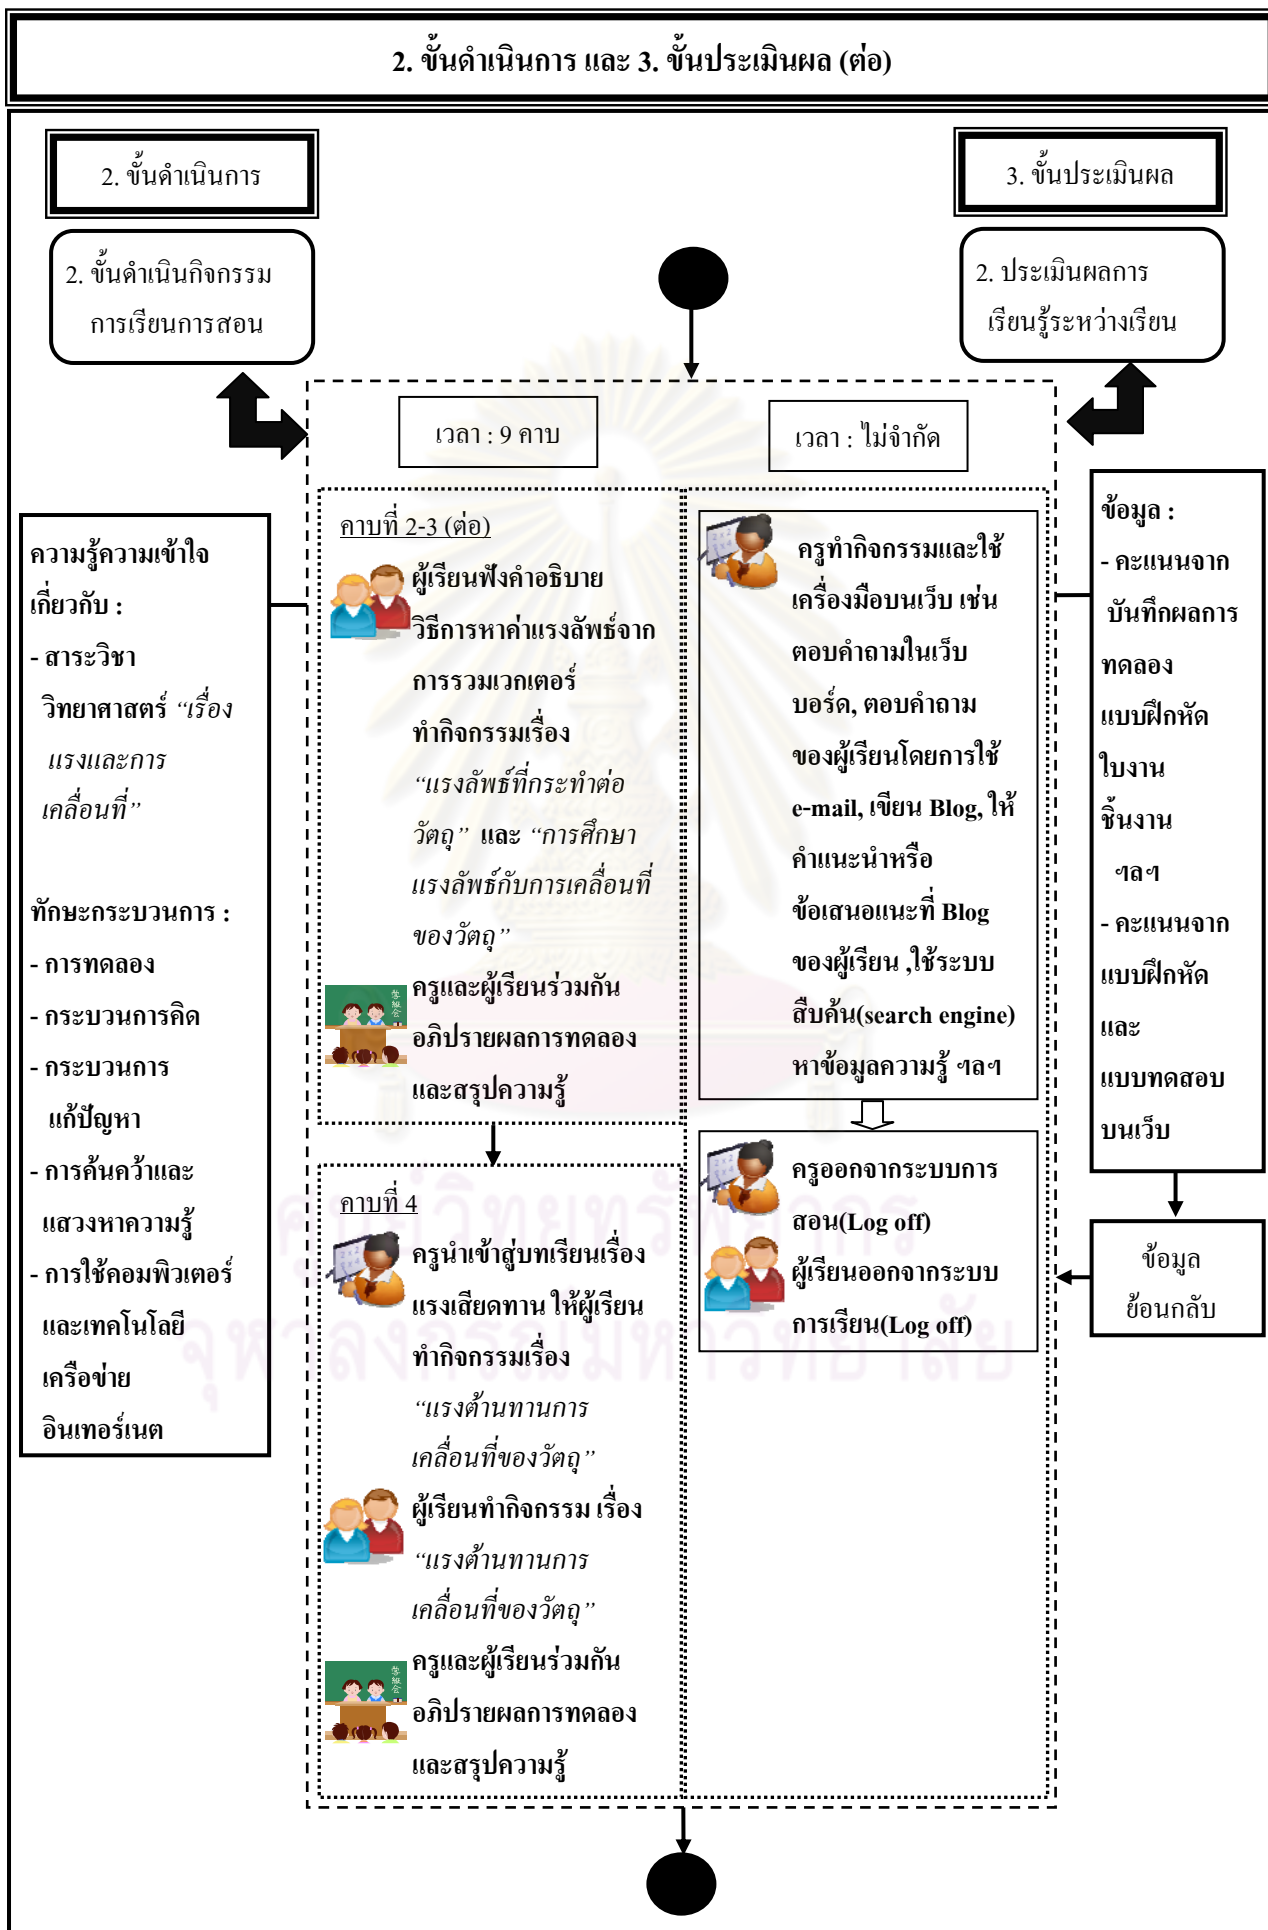 2. ขั้นดำเนินการ และ 3. ขั้นประเมินผล (ต่อ)
2. ขั้นดำเนินการ
3. ขั้นประเมินผล
2. ขั้นดำเนินกิจกรรม
การเรียนการสอน
2. ประเมินผลการ
เรียนรู้ระหว่างเรียน
เวลา : 9 คาบ
เวลา : ไม่จำกัด
ความรู้ความเข้าใจ
เกี่ยวกับ :
- สาระวิชา
วิทยาศาสตร์ “เรื่อง
แรงและการ
เคลื่อนที่”
ทักษะกระบวนการ :
- การทดลอง
- กระบวนการคิด
- กระบวนการ
แก้ปัญหา
- การค้นคว้าและ
แสวงหาความรู้
- การใช้คอมพิวเตอร์
และเทคโนโลยี
เครือข่าย
อินเทอร์เนต
คาบที่ 2-3 (ต่อ)
ผู้เรียนฟังคำอธิบาย
วิธีการหาค่าแรงลัพธ์จาก
การรวมเวกเตอร์
ทำกิจกรรมเรื่อง
“แรงลัพธ์ที่กระทำต่อ
วัตถุ” และ “การศึกษา
แรงลัพธ์กับการเคลื่อนที่
ของวัตถุ”
ครูและผู้เรียนร่วมกัน
อภิปรายผลการทดลอง
และสรุปความรู้
คาบที่ 4
ครูนำเข้าสู่บทเรียนเรื่อง
แรงเสียดทาน ให้ผู้เรียน
ทำกิจกรรมเรื่อง
“แรงต้านทานการ
เคลื่อนที่ของวัตถุ”
ผู้เรียนทำกิจกรรม เรื่อง
“แรงต้านทานการ
เคลื่อนที่ของวัตถุ”
ครูและผู้เรียนร่วมกัน
อภิปรายผลการทดลอง
และสรุปความรู้
ครูทำกิจกรรมและใช้
เครื่องมือบนเว็บ เช่น
ตอบคำถามในเว็บ
บอร์ด, ตอบคำถาม
ของผู้เรียนโดยการใช้
e-mail, เขียน Blog, ให้
คำแนะนำหรือ
ข้อเสนอแนะที่ Blog
ของผู้เรียน ,ใช้ระบบ
สืบค้น(search engine)
หาข้อมูลความรู้ ฯลฯ
ครูออกจากระบบการ
สอน(Log off)
ผู้เรียนออกจากระบบ
การเรียน(Log off)
ข้อมูล :
- คะแนนจาก
บันทึกผลการ
ทดลอง
แบบฝึกหัด
ใบงาน
ชิ้นงาน
ฯลฯ
- คะแนนจาก
แบบฝึกหัด
และ
แบบทดสอบ
บนเว็บ
ข้อมูล
ย้อนกลับ
ศูนย์วิทยทรัพยากร
จุฬาลงกรณ์มหาวิทยาลัย